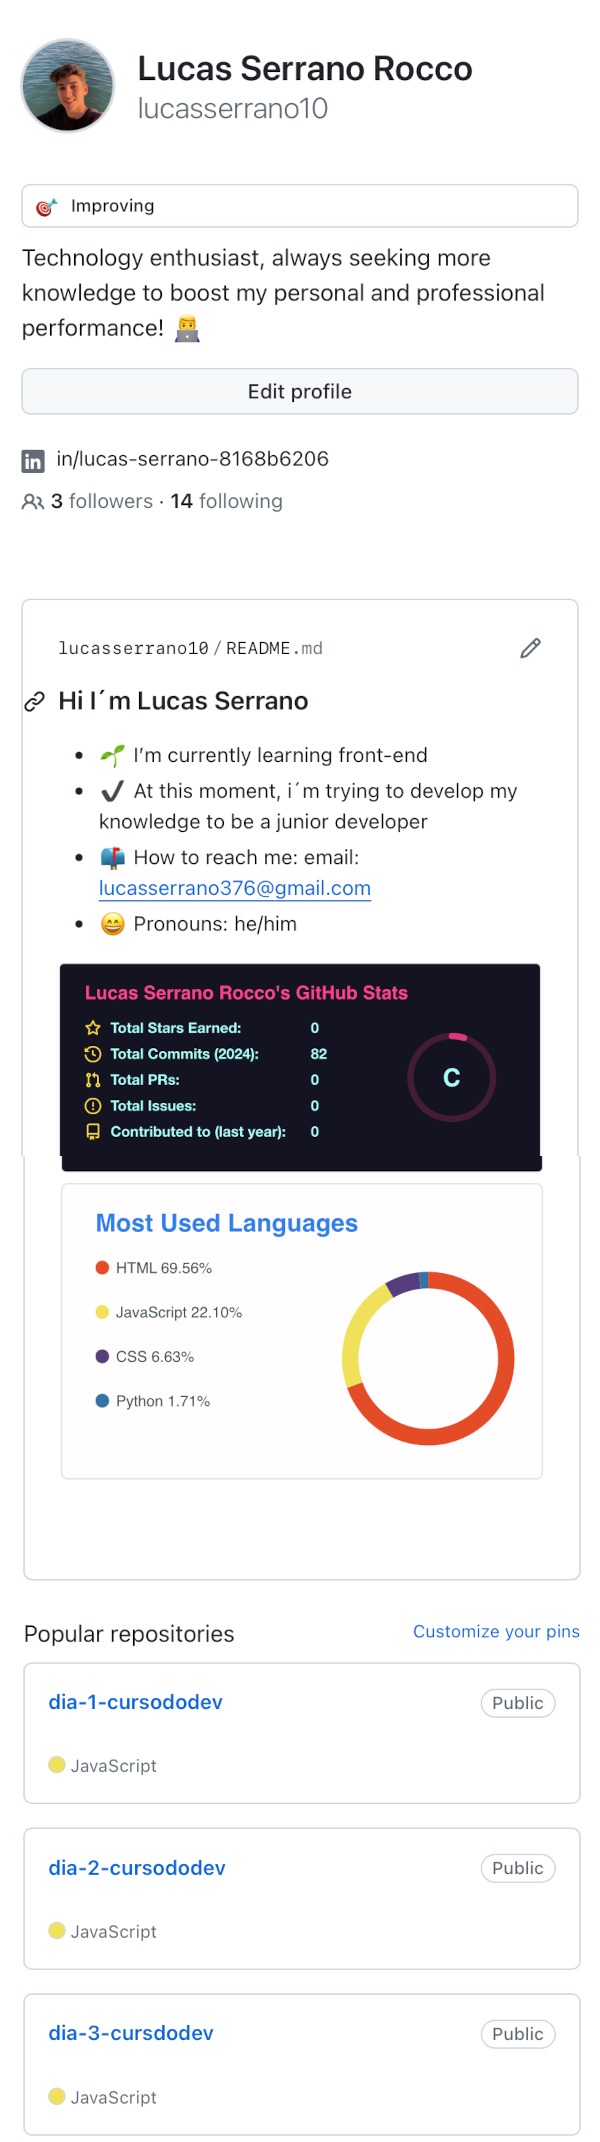 Lucas Serrano Rocco
lucasserrano10
🎯 Improving
Technology enthusiast, always seeking more
knowledge to boost my personal and professional
performance! 👨‍💻
Edit profile
in/lucas-serrano-8168b6206
3 followers · 14 following
lucasserrano10/README.md
Hi I´m Lucas Serrano
• 🌱 I’m currently learning front-end
• ✔️ At this moment, i´m trying to develop my
knowledge to be a junior developer
• 📫 How to reach me: email:
lucasserrano376@gmail.com
• 😄 Pronouns: he/him
Lucas Serrano Rocco's GitHub Stats
Total Stars Earned: 0
Total Commits (2024): 82
Total PRs: 0
Total Issues: 0
Contributed to (last year): 0
C
Most Used Languages
HTML 69.56%
JavaScript 22.10%
CSS 6.63%
Python 1.71%
Popular repositories Customize your pins
dia-1-cursododev Public
JavaScript
dia-2-cursododev Public
JavaScript
dia-3-cursdodev Public
JavaScript